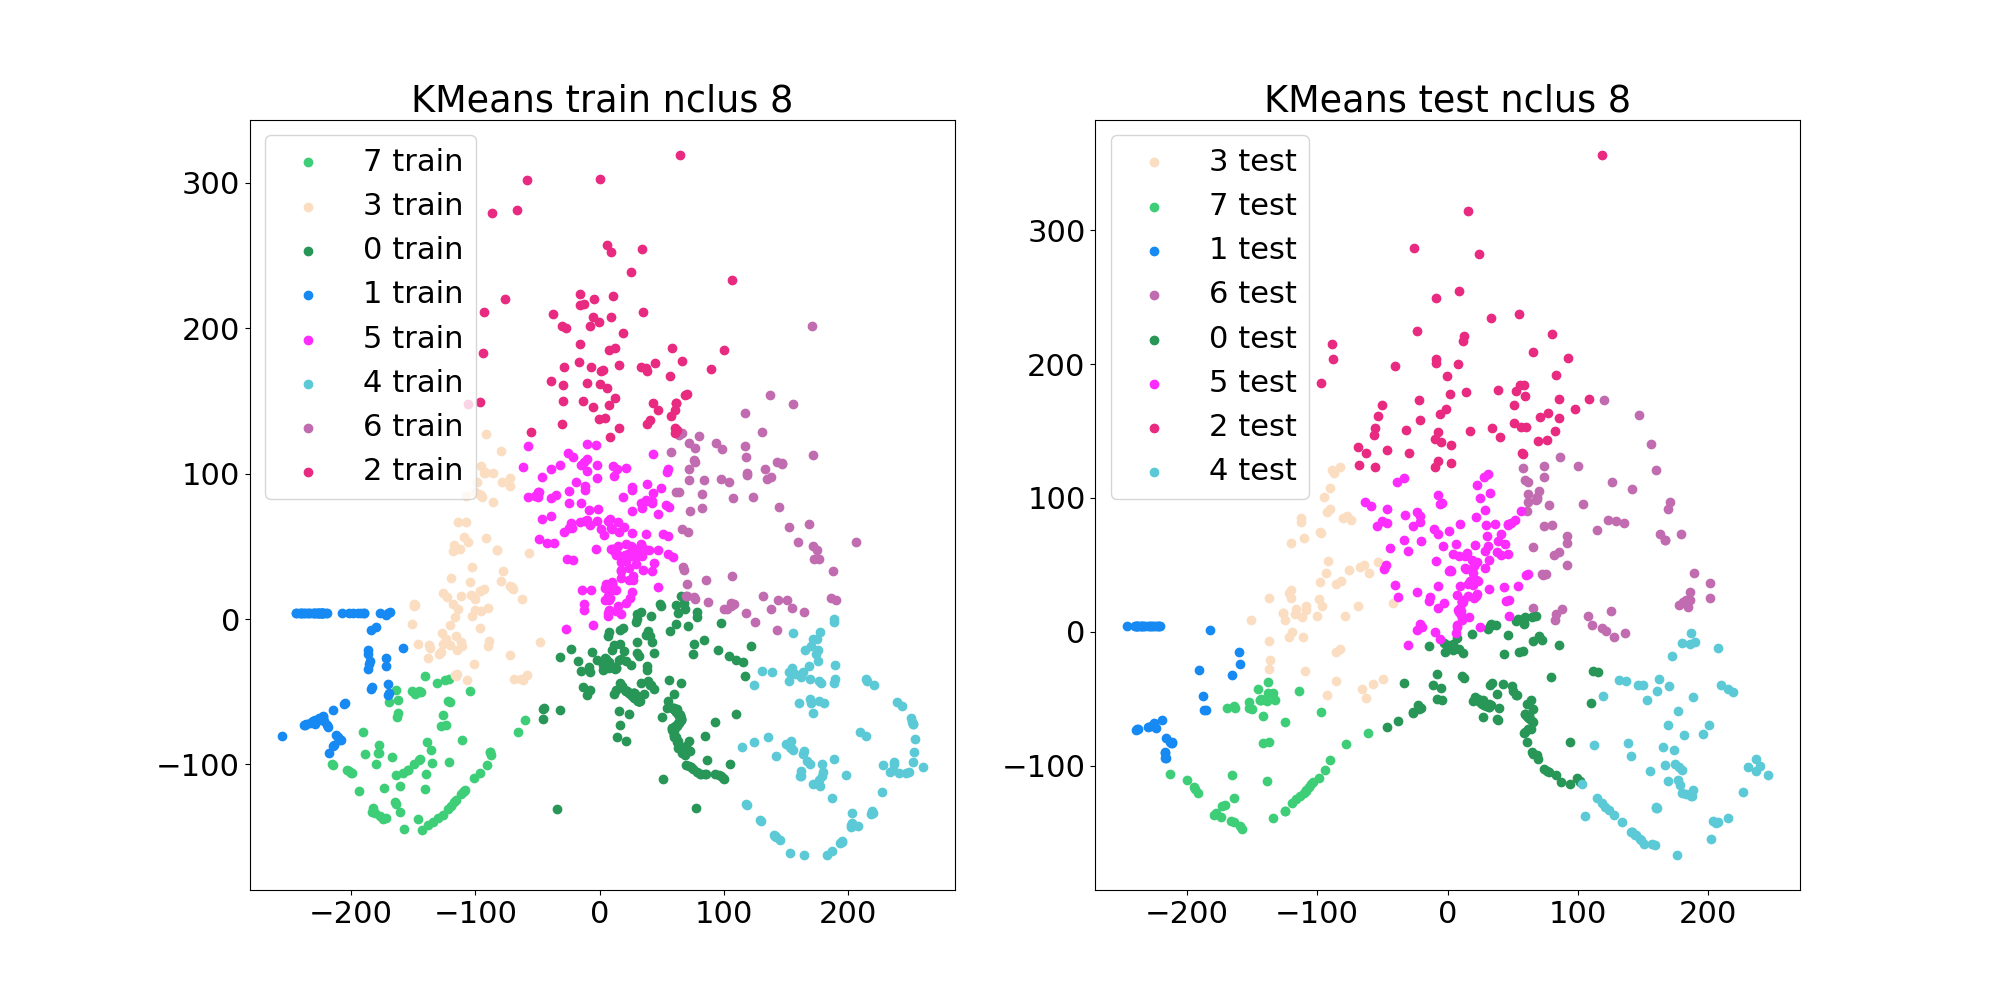 KMeans train nclus 8
300
200
100
0
−100
−200
−100
0
100
200
7 train
3 train
0 train
1 train
5 train
4 train
6 train
2 train
KMeans test nclus 8
300
200
100
0
−100
−200
−100
0
100
200
3 test
7 test
1 test
6 test
0 test
5 test
2 test
4 test